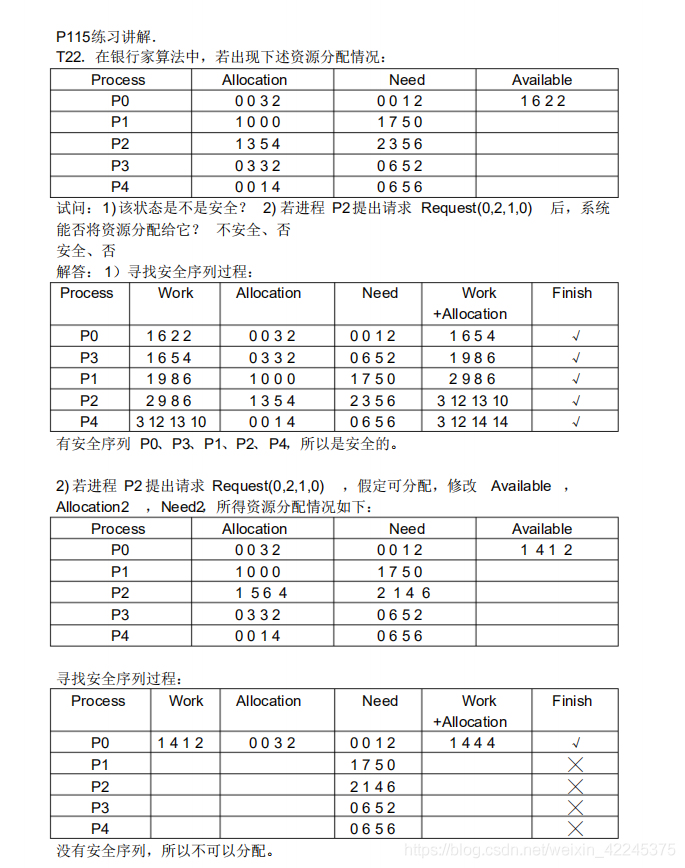 P115练习讲解.
T22. 在银行家算法中，若出现下述资源分配情况：
Process Allocation Need Available
P0 0 0 3 2 0 0 1 2 1 6 2 2
P1 1 0 0 0 1 7 5 0
P2 1 3 5 4 2 3 5 6
P3 0 3 3 2 0 6 5 2
P4 0 0 1 4 0 6 5 6
试问：1)该状态是不是安全？ 2) 若进程 P2提出请求 Request(0,2,1,0) 后，系统
能否将资源分配给它？ 不安全、否
安全、否
解答： 1）寻找安全序列过程：
Process Work Allocation Need Work Finish
+Allocation
P0 1 6 2 2 0 0 3 2 0 0 1 2 1 6 5 4 √
P3 1 6 5 4 0 3 3 2 0 6 5 2 1 9 8 6 √
P1 1 9 8 6 1 0 0 0 1 7 5 0 2 9 8 6 √
P2 2 9 8 6 1 3 5 4 2 3 5 6 3 12 13 10 √
P4 3 12 13 10 0 0 1 4 0 6 5 6 3 12 14 14 √
有安全序列 P0、P3、P1、P2、P4，所以是安全的。
2) 若进程 P2提出请求 Request(0,2,1,0) ，假定可分配，修改 Available ，
Allocation2 ，Need2，所得资源分配情况如下：
Process Allocation Need Available
P0 0 0 3 2 0 0 1 2 1 4 1 2
P1 1 0 0 0 1 7 5 0
P2 1 5 6 4 2 1 4 6
P3 0 3 3 2 0 6 5 2
P4 0 0 1 4 0 6 5 6
寻找安全序列过程：
Process Work Allocation Need Work Finish
+Allocation
P0 1 4 1 2 0 0 3 2 0 0 1 2 1 4 4 4 √
P1 1 7 5 0 ×
P2 2 1 4 6 ×
P3 0 6 5 2 ×
P4 0 6 5 6 ×
没有安全序列，所以不可以分配。
https://blog.csdn.net/weixin_42245375